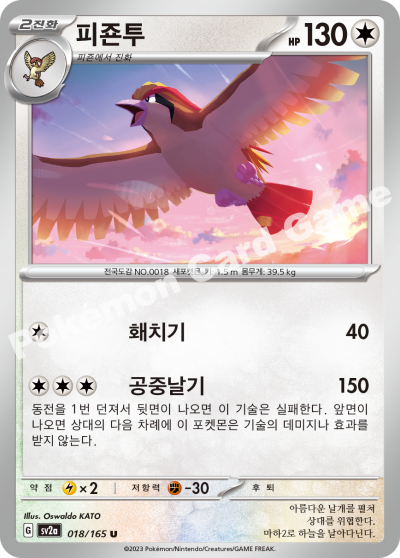 2진화
피죤투
HP 130
피죤에서 진화
전국도감 NO.0018 새포켓몬 키: 1.5 m 몸무게: 39.5 kg
Pokémon Card Game
홰치기 40
공중날기 150
동전을 1번 던져서 뒷면이 나오면 이 기술은 실패한다. 앞면이
나오면 상대의 다음 차례에 이 포켓몬은 기술의 데미지나 효과를
받지 않는다.
약점 ×2 저항력 -30 후퇴
Illus. Oswaldo KATO
G sv2a 018/165 U
아름다운 날개를 펼쳐
상대를 위협한다.
마하2로 하늘을 날아다닌다.
©2023 Pokémon/Nintendo/Creatures/GAME FREAK.